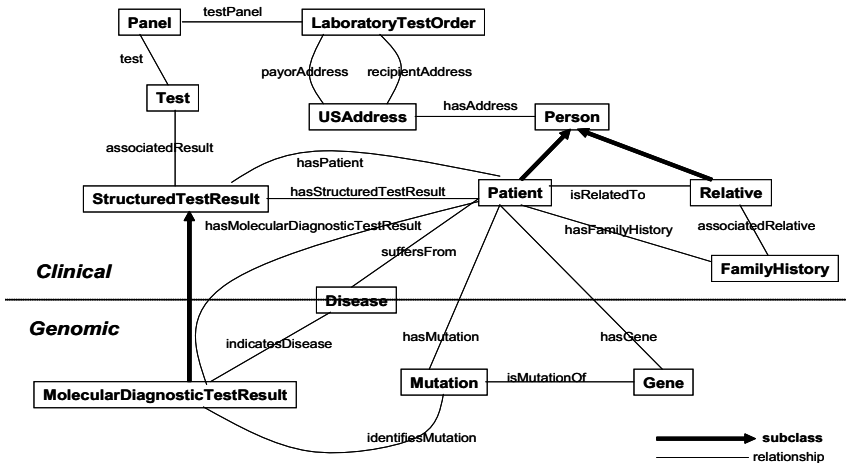 testPanel
Panel
LaboratoryTestOrder
test
payorAddress
recipientAddress
Test
hasAddress
USAddress
Person
associatedResult
hasPatient
hasStructuredTestResult
isRelatedTo
StructuredTestResult
Patient
Relative
hasMolecularDiagnosticTestResult
hasFamilyHistory
associatedRelative
suffersFrom
Clinical
FamilyHistory
Disease
Genomic
indicatesDisease
hasMutation
hasGene
MolecularDiagnosticTestResult
Mutation
isMutationOf
Gene
identifiesMutation
subclass
relationship